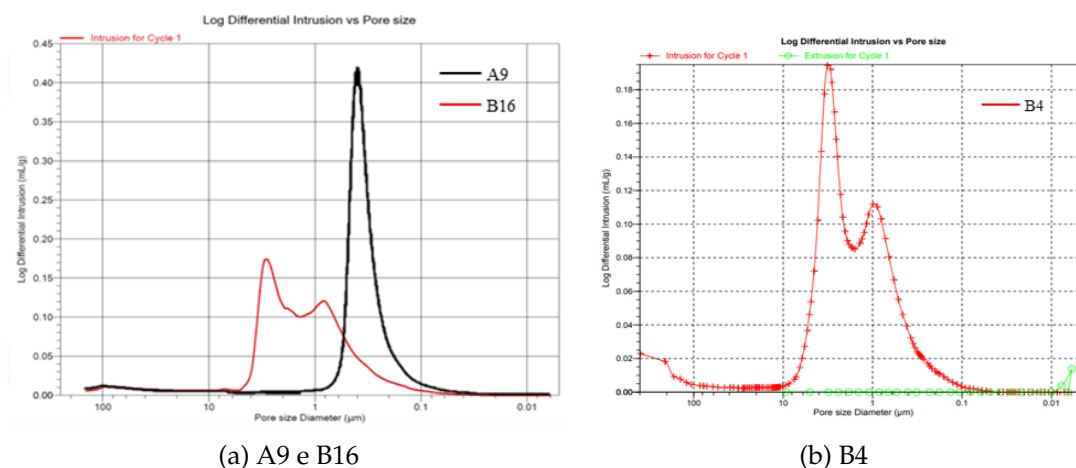 Log Differential Intrusion vs Pore size
Intrusion for Cycle 1
A9
B16
Log Differential Intrusion (mL/g)
0.45
0.40
0.35
0.30
0.25
0.20
0.15
0.10
0.05
0.00
100 10 1 0.1 0.01
Pore size Diameter (µm)
(a) A9 e B16
Log Differential Intrusion vs Pore size
Intrusion for Cycle 1 Extrusion for Cycle 1
B4
Log Differential Intrusion (mL/g)
0.18
0.16
0.14
0.12
0.10
0.08
0.06
0.04
0.02
0.00
100 10 1 0.1 0.01
Pore size Diameter (µm)
(b) B4